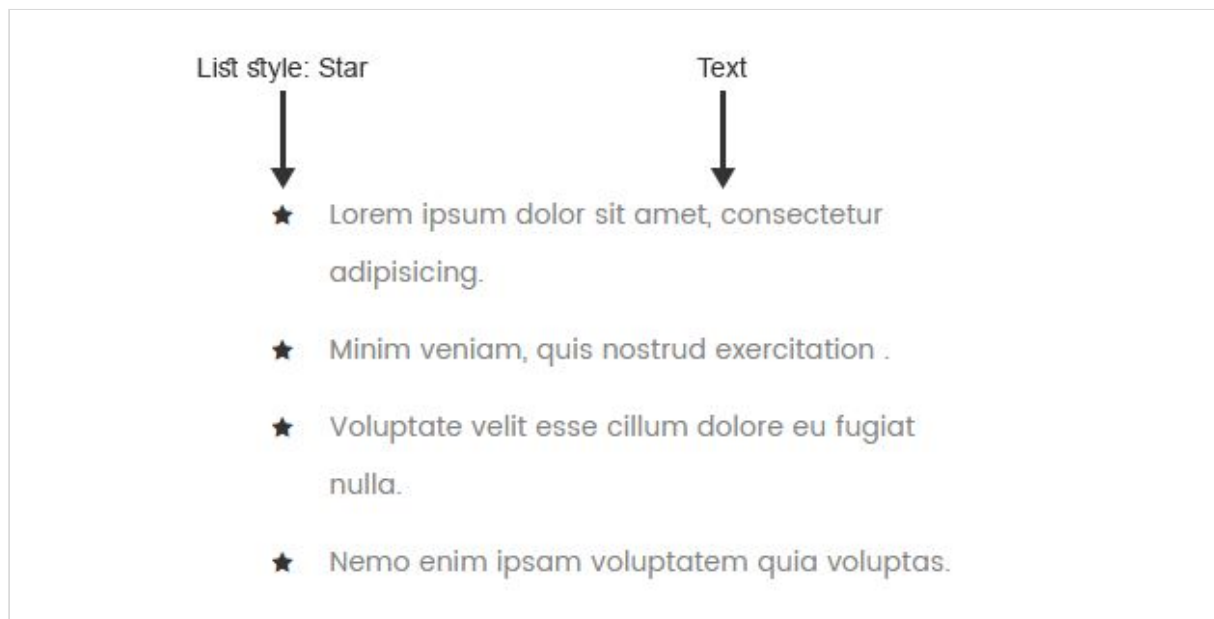 List style: Star
Text
Lorem ipsum dolor sit amet, consectetur
adipisicing.
Minim veniam, quis nostrud exercitation .
Voluptate velit esse cillum dolore eu fugiat
nulla.
Nemo enim ipsam voluptatem quia voluptas.